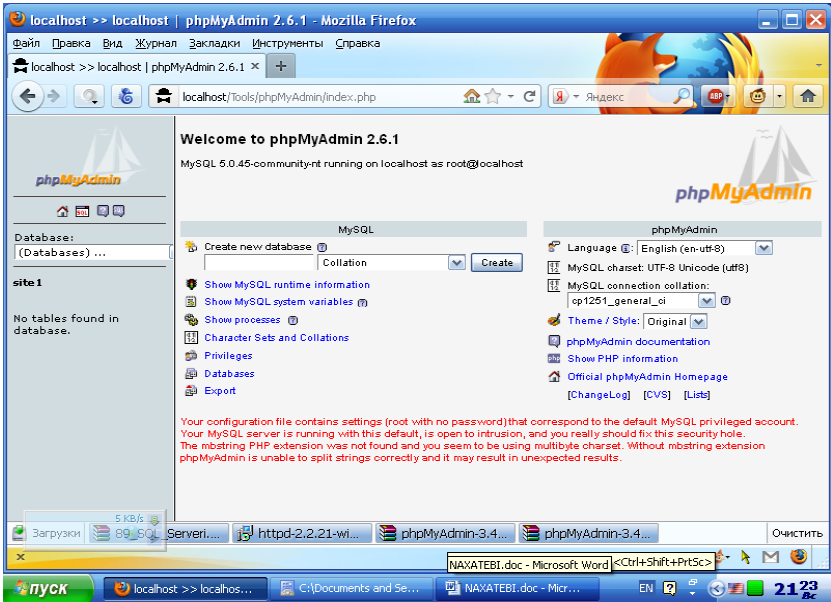 localhost >> localhost | phpMyAdmin 2.6.1 - Mozilla Firefox
Файл Правка Вид Журнал Закладки Инструменты Справка
localhost >> localhost | phpMyAdmin 2.6.1 × +
localhost/Tools/phpMyAdmin/index.php
Я - Яндекс
ABP
phpMyAdmin
SQL
Database:
(Databases) ...
site1
No tables found in
database.
Welcome to phpMyAdmin 2.6.1
MySQL 5.0.45-community-nt running on localhost as root@localhost
phpMyAdmin
MySQL
Create new database
Collation
Create
Show MySQL runtime information
Show MySQL system variables
Show processes
Character Sets and Collations
Privileges
Databases
Export
phpMyAdmin
Language: English (en-utf-8)
MySQL charset: UTF-8 Unicode (utf8)
MySQL connection collation:
cp1251_general_ci
Theme / Style: Original
phpMyAdmin documentation
Show PHP information
Official phpMyAdmin Homepage
[ChangeLog] [CVS] [Lists]
Your configuration file contains settings (root with no password) that correspond to the default MySQL privileged account.
Your MySQL server is running with this default, is open to intrusion, and you really should fix this security hole.
The mbstring PHP extension was not found and you seem to be using multibyte charset. Without mbstring extension
phpMyAdmin is unable to split strings correctly and it may result in unexpected results.
5 KB/s
Загрузки 89_SQL_Serveri.... httpd-2.2.21-wi... phpMyAdmin-3.4... phpMyAdmin-3.4... Очистить
×
NAXATEBI.doc - Microsoft Word <Ctrl+Shift+PrtSc>
пуск localhost >> localhos... C:\Documents and Se... NAXATEBI.doc - Micr... EN 21 23
Вс